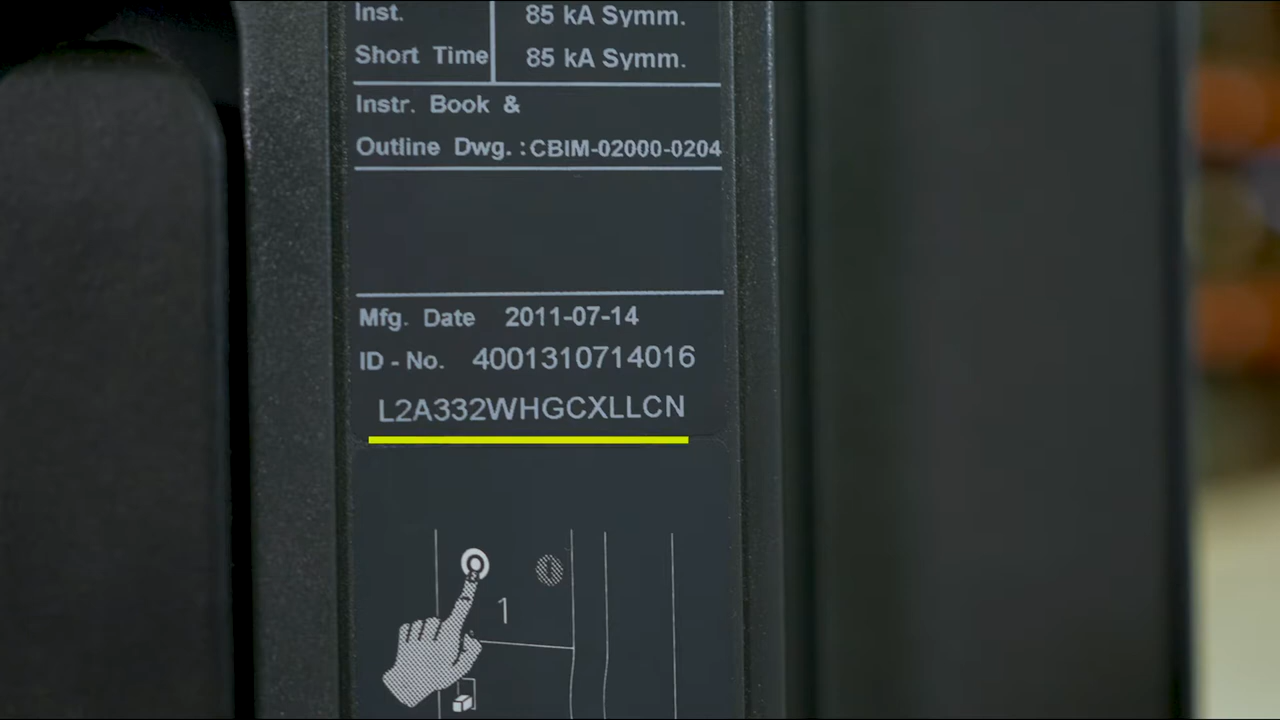 Inst. 85 kA Symm.
Short Time 85 kA Symm.
Instr. Book &
Outline Dwg. : CBIM-02000-0204
Mfg. Date 2011-07-14
ID - No. 4001310714016
L2A332WHGCXLLCN
1